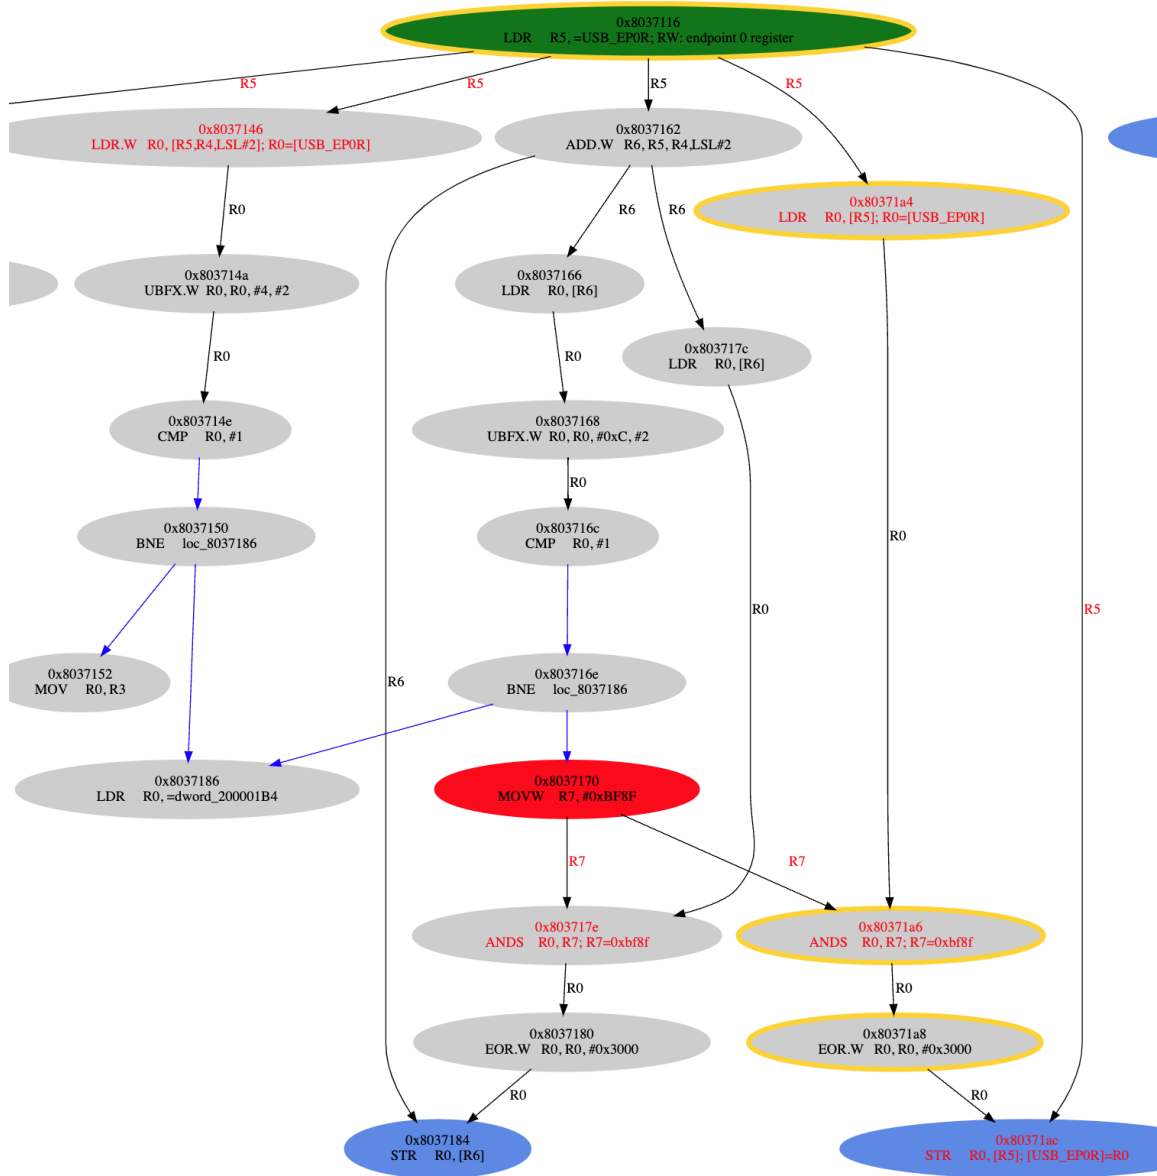 0x8037116
LDR R5, =USB_EP0R; RW: endpoint 0 register
R5
R5
R5
R5
0x8037146
LDR.W R0, [R5,R4,LSL#2]; R0=[USB_EP0R]
0x8037162
ADD.W R6, R5, R4,LSL#2
0x80371a4
LDR R0, [R5]; R0=[USB_EP0R]
R0
R6
R6
0x803714a
UBFX.W R0, R0, #4, #2
0x8037166
LDR R0, [R6]
0x803717c
LDR R0, [R6]
R0
R0
0x803714e
CMP R0, #1
0x8037168
UBFX.W R0, R0, #0xC, #2
R0
0x8037150
BNE loc_8037186
0x803716c
CMP R0, #1
R0
R0
R5
0x8037152
MOV R0, R3
R6
0x803716e
BNE loc_8037186
0x8037186
LDR R0, =dword_200001B4
0x8037170
MOVW R7, #0xBF8F
R7
R7
0x803717e
ANDS R0, R7; R7=0xbf8f
0x80371a6
ANDS R0, R7; R7=0xbf8f
R0
R0
0x8037180
EOR.W R0, R0, #0x3000
0x80371a8
EOR.W R0, R0, #0x3000
R0
R0
0x8037184
STR R0, [R6]
0x80371ac
STR R0, [R5]; [USB_EP0R]=R0